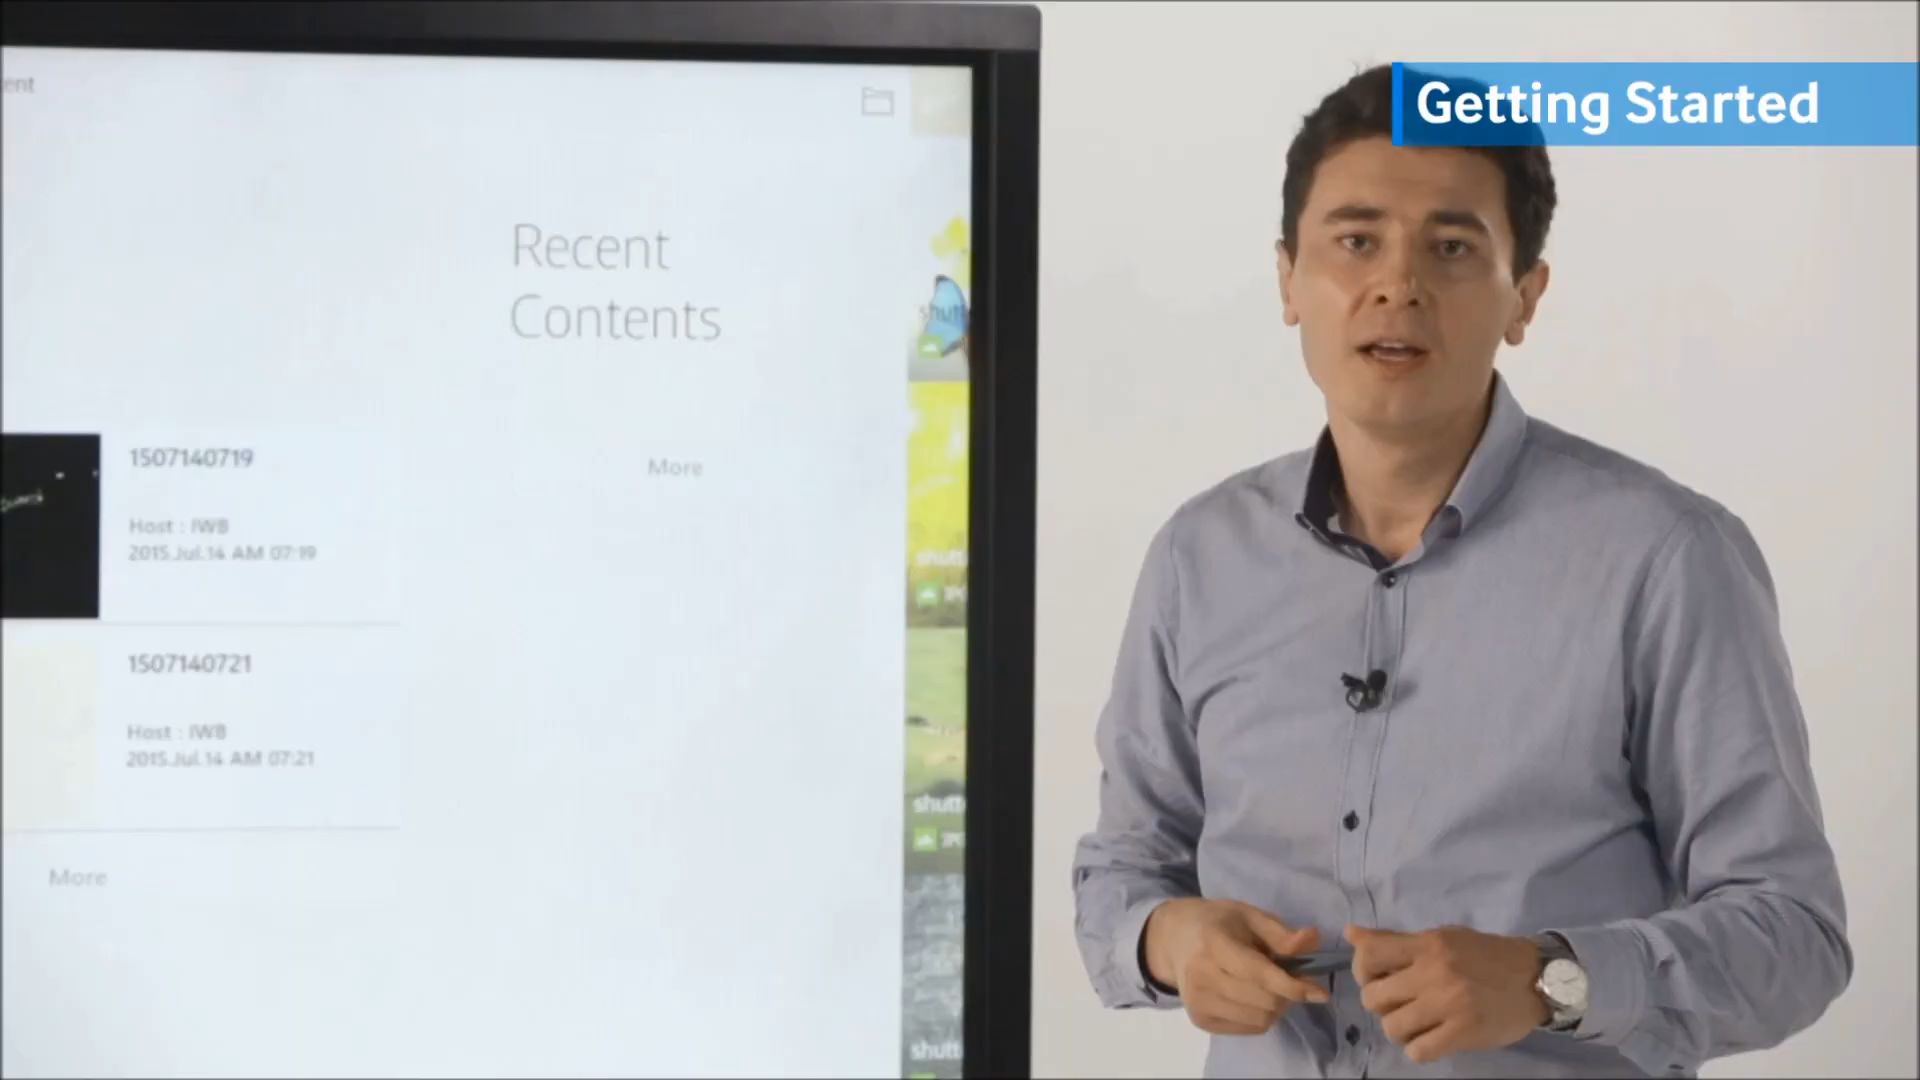 Getting Started
Recent
Contents
More
1507140719
Host : IWB
2015.Jul.14 AM 07:19
1507140721
Host : IWB
2015.Jul.14 AM 07:21
More